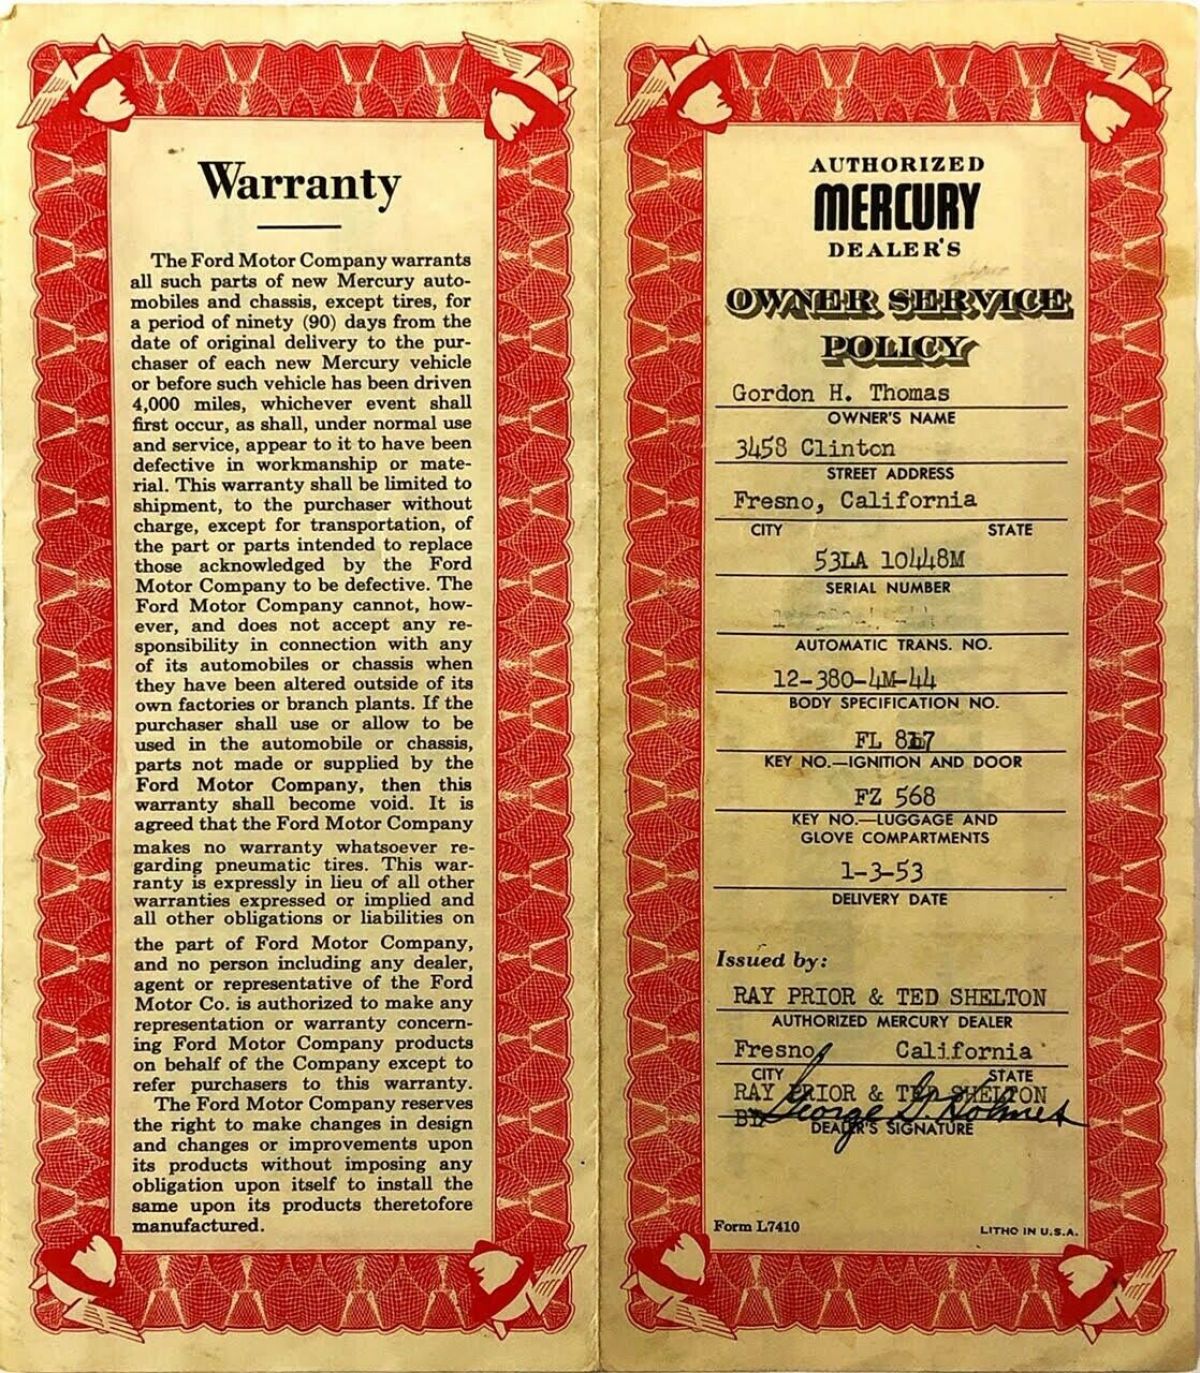 Warranty
The Ford Motor Company warrants
all such parts of new Mercury auto-
mobiles and chassis, except tires, for
a period of ninety (90) days from the
date of original delivery to the pur-
chaser of each new Mercury vehicle
or before such vehicle has been driven
4,000 miles, whichever event shall
first occur, as shall, under normal use
and service, appear to it to have been
defective in workmanship or mate-
rial. This warranty shall be limited to
shipment, to the purchaser without
charge, except for transportation, of
the part or parts intended to replace
those acknowledged by the Ford
Motor Company to be defective. The
Ford Motor Company cannot, how-
ever, and does not accept any re-
sponsibility in connection with any
of its automobiles or chassis when
they have been altered outside of its
own factories or branch plants. If the
purchaser shall use or allow to be
used in the automobile or chassis,
parts not made or supplied by the
Ford Motor Company, then this
warranty shall become void. It is
agreed that the Ford Motor Company
makes no warranty whatsoever re-
garding pneumatic tires. This war-
ranty is expressly in lieu of all other
warranties expressed or implied and
all other obligations or liabilities on
the part of Ford Motor Company,
and no person including any dealer,
agent or representative of the Ford
Motor Co. is authorized to make any
representation or warranty concern-
ing Ford Motor Company products
on behalf of the Company except to
refer purchasers to this warranty.
The Ford Motor Company reserves
the right to make changes in design
and changes or improvements upon
its products without imposing any
obligation upon itself to install the
same upon its products theretofore
manufactured.
AUTHORIZED
MERCURY
DEALER'S
OWNER SERVICE
POLICY
Gordon H. Thomas
OWNER'S NAME
3458 Clinton
STREET ADDRESS
Fresno, California
CITY STATE
53LA 10448M
SERIAL NUMBER
AUTOMATIC TRANS. NO.
12-380-4M-44
BODY SPECIFICATION NO.
FL
KEY NO.—IGNITION AND DOOR
FZ 568
KEY NO.—LUGGAGE AND
GLOVE COMPARTMENTS
1-3-53
DELIVERY DATE
Issued by:
RAY PRIOR & TED SHELTON
AUTHORIZED MERCURY DEALER
Fresno, California
CITY STATE
RAY PRIOR & TED SHELTON
BY George G. Holmes
DEALER'S SIGNATURE
Form L7410 LITHO IN U.S.A.